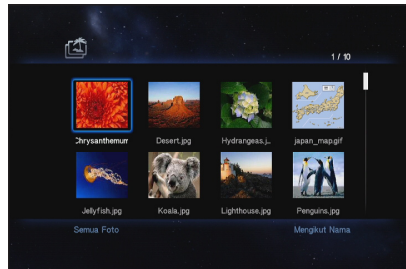 1 / 10
Chrysanthemum
Desert.jpg
Hydrangeas.j..
japan_map.gif
Jellyfish.jpg
Koala.jpg
Lighthouse.jpg
Penguins.jpg
Semua Foto
Mengikut Nama